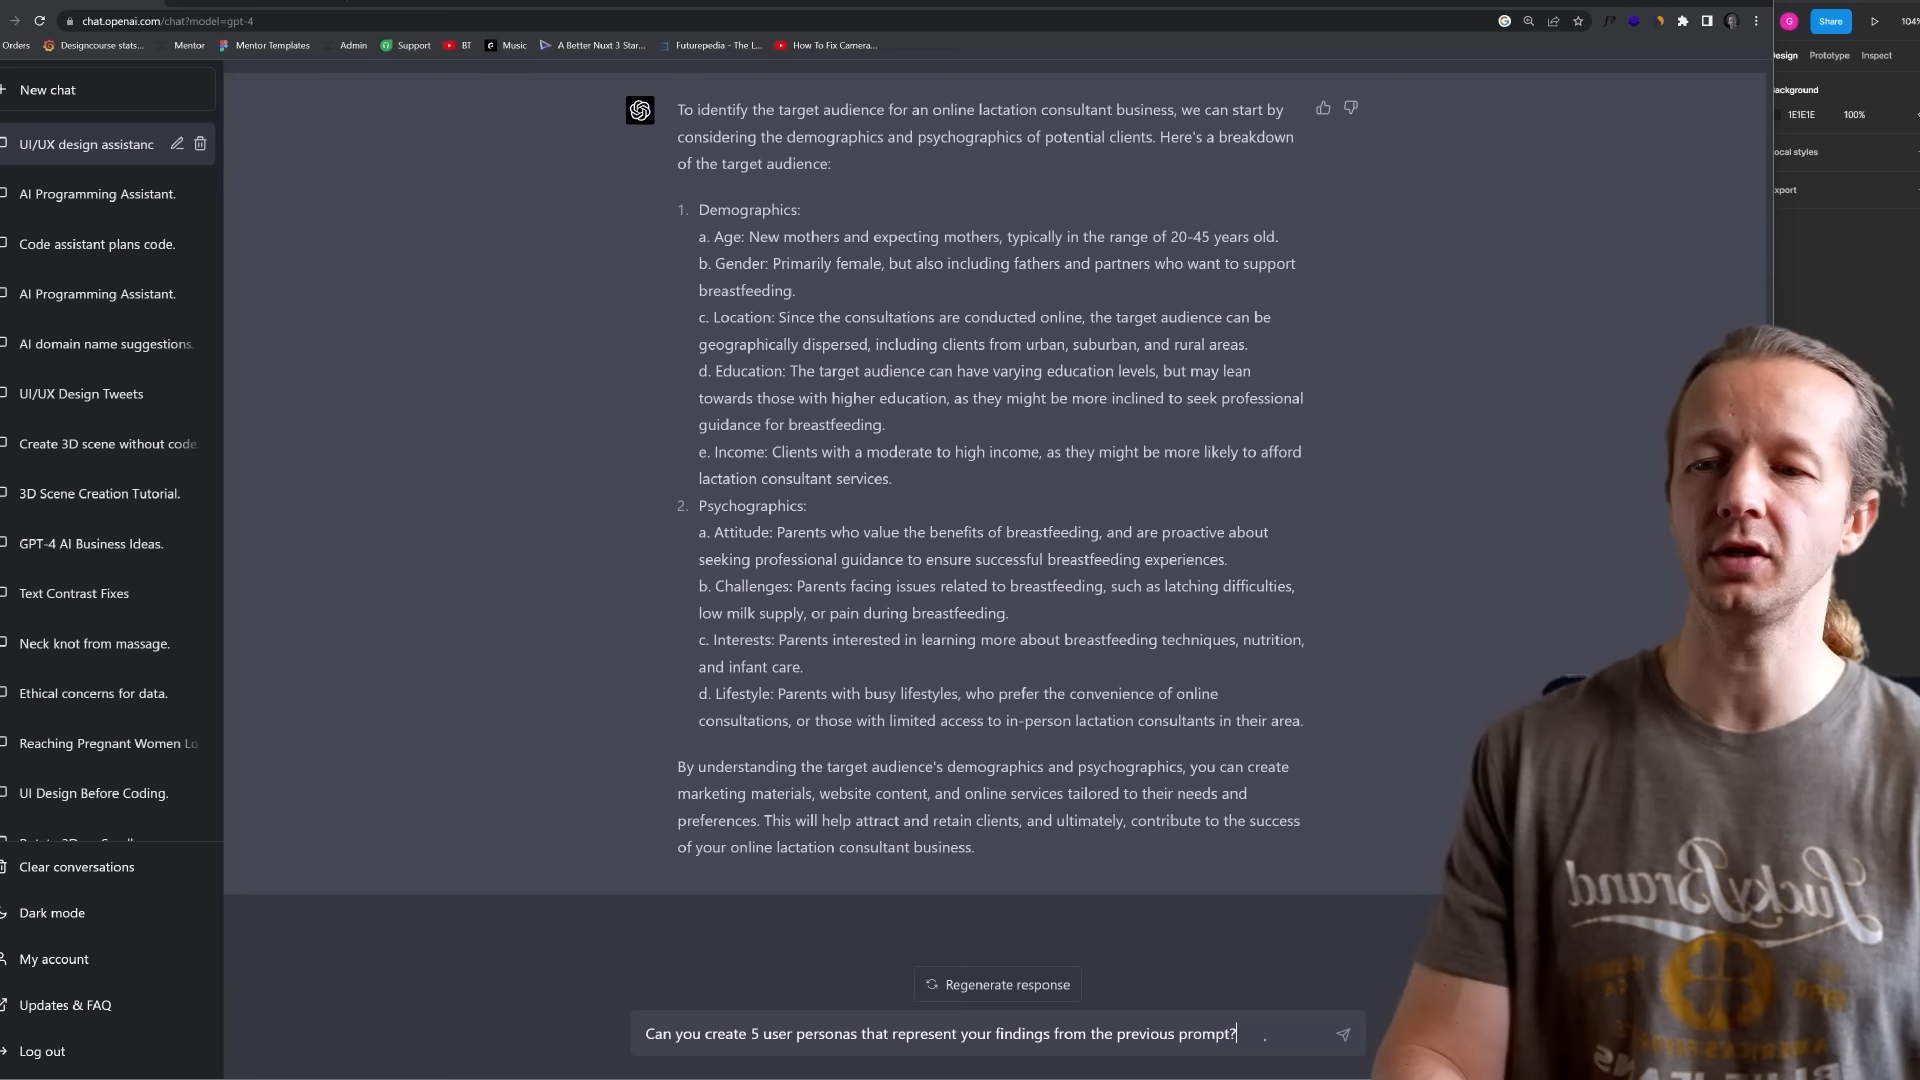 chat.openai.com/chat?model=gpt-4
Share
104%
Orders
Designcourse stats...
Mentor
Mentor Templates
Admin
Support
BT
Music
A Better Nuxt 3 Star...
Futurepedia - The L...
How To Fix Camera...
Prototype
Inspect
1E1E1E
100%
New chat
UI/UX design assistanc
AI Programming Assistant.
Code assistant plans code.
AI Programming Assistant.
AI domain name suggestions.
UI/UX Design Tweets
Create 3D scene without code
3D Scene Creation Tutorial.
GPT-4 AI Business Ideas.
Text Contrast Fixes
Neck knot from massage.
Ethical concerns for data.
Reaching Pregnant Women Lo
UI Design Before Coding.
Clear conversations
Dark mode
My account
Updates & FAQ
Log out
To identify the target audience for an online lactation consultant business, we can start by
considering the demographics and psychographics of potential clients. Here's a breakdown
of the target audience:
1. Demographics:
a. Age: New mothers and expecting mothers, typically in the range of 20-45 years old.
b. Gender: Primarily female, but also including fathers and partners who want to support
breastfeeding.
c. Location: Since the consultations are conducted online, the target audience can be
geographically dispersed, including clients from urban, suburban, and rural areas.
d. Education: The target audience can have varying education levels, but may lean
towards those with higher education, as they might be more inclined to seek professional
guidance for breastfeeding.
e. Income: Clients with a moderate to high income, as they might be more likely to afford
lactation consultant services.
2. Psychographics:
a. Attitude: Parents who value the benefits of breastfeeding, and are proactive about
seeking professional guidance to ensure successful breastfeeding experiences.
b. Challenges: Parents facing issues related to breastfeeding, such as latching difficulties,
low milk supply, or pain during breastfeeding.
c. Interests: Parents interested in learning more about breastfeeding techniques, nutrition,
and infant care.
d. Lifestyle: Parents with busy lifestyles, who prefer the convenience of online
consultations, or those with limited access to in-person lactation consultants in their area.
By understanding the target audience's demographics and psychographics, you can create
marketing materials, website content, and online services tailored to their needs and
preferences. This will help attract and retain clients, and ultimately, contribute to the success
of your online lactation consultant business.
Regenerate response
Can you create 5 user personas that represent your findings from the previous prompt?
Lucky Brand